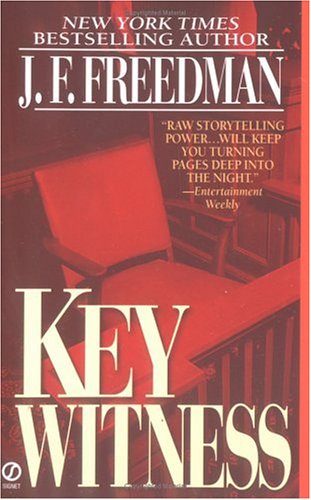 NEW YORK TIMES
BESTSELLING AUTHOR
J. F. FREEDMAN
“RAW STORYTELLING
POWER...WILL KEEP
YOU TURNING
PAGES DEEP INTO
THE NIGHT.”
—Entertainment
Weekly
KEY
WITNESS
SIGNET